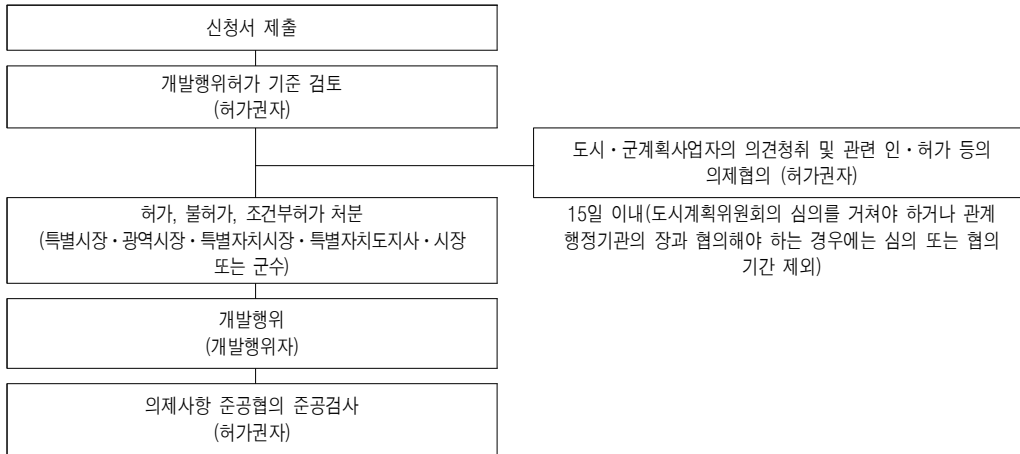 신청서 제출
개발행위허가 기준 검토
(허가권자)
도시・군계획사업자의 의견청취 및 관련 인・허가 등의
의제협의 (허가권자)
15일 이내(도시계획위원회의 심의를 거쳐야 하거나 관계
행정기관의 장과 협의해야 하는 경우에는 심의 또는 협의
기간 제외)
허가, 불허가, 조건부허가 처분
(특별시장・광역시장・특별자치시장・특별자치도지사・시장
또는 군수)
개발행위
(개발행위자)
의제사항 준공협의 준공검사
(허가권자)